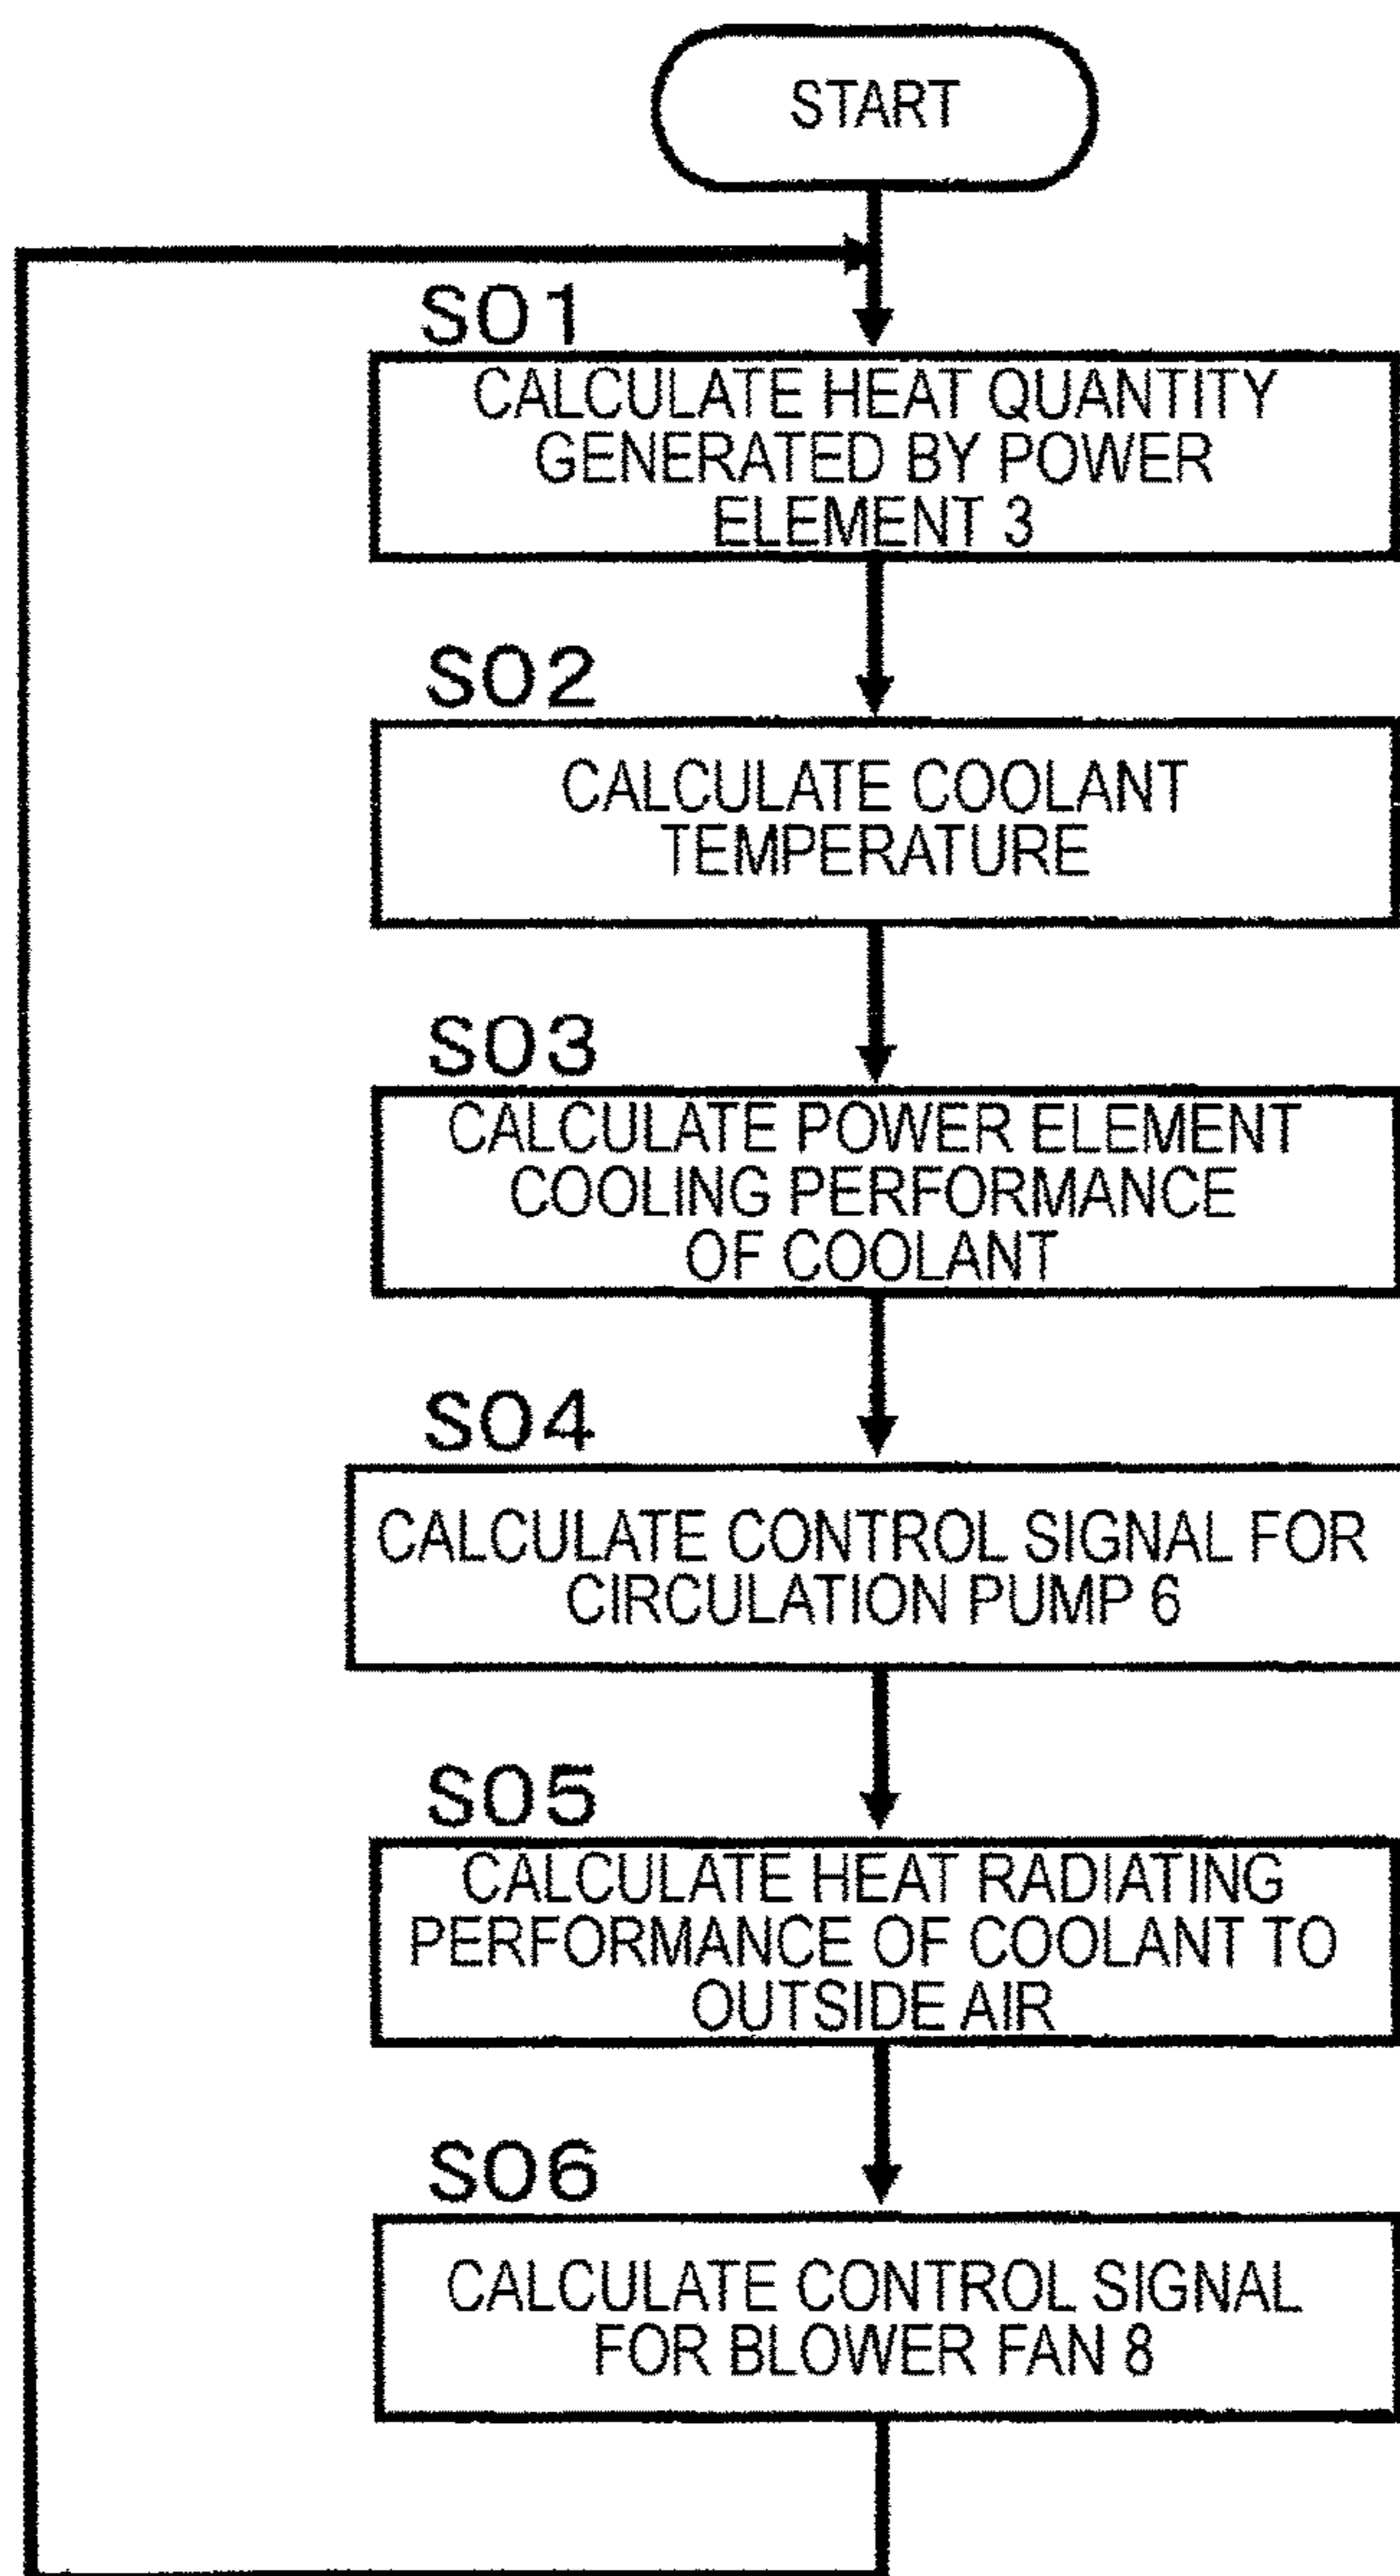 START
S01
CALCULATE HEAT QUANTITY
GENERATED BY POWER
ELEMENT 3
S02
CALCULATE COOLANT
TEMPERATURE
S03
CALCULATE POWER ELEMENT
COOLING PERFORMANCE
OF COOLANT
S04
CALCULATE CONTROL SIGNAL FOR
CIRCULATION PUMP 6
S05
CALCULATE HEAT RADIATING
PERFORMANCE OF COOLANT TO
OUTSIDE AIR
S06
CALCULATE CONTROL SIGNAL
FOR BLOWER FAN 8